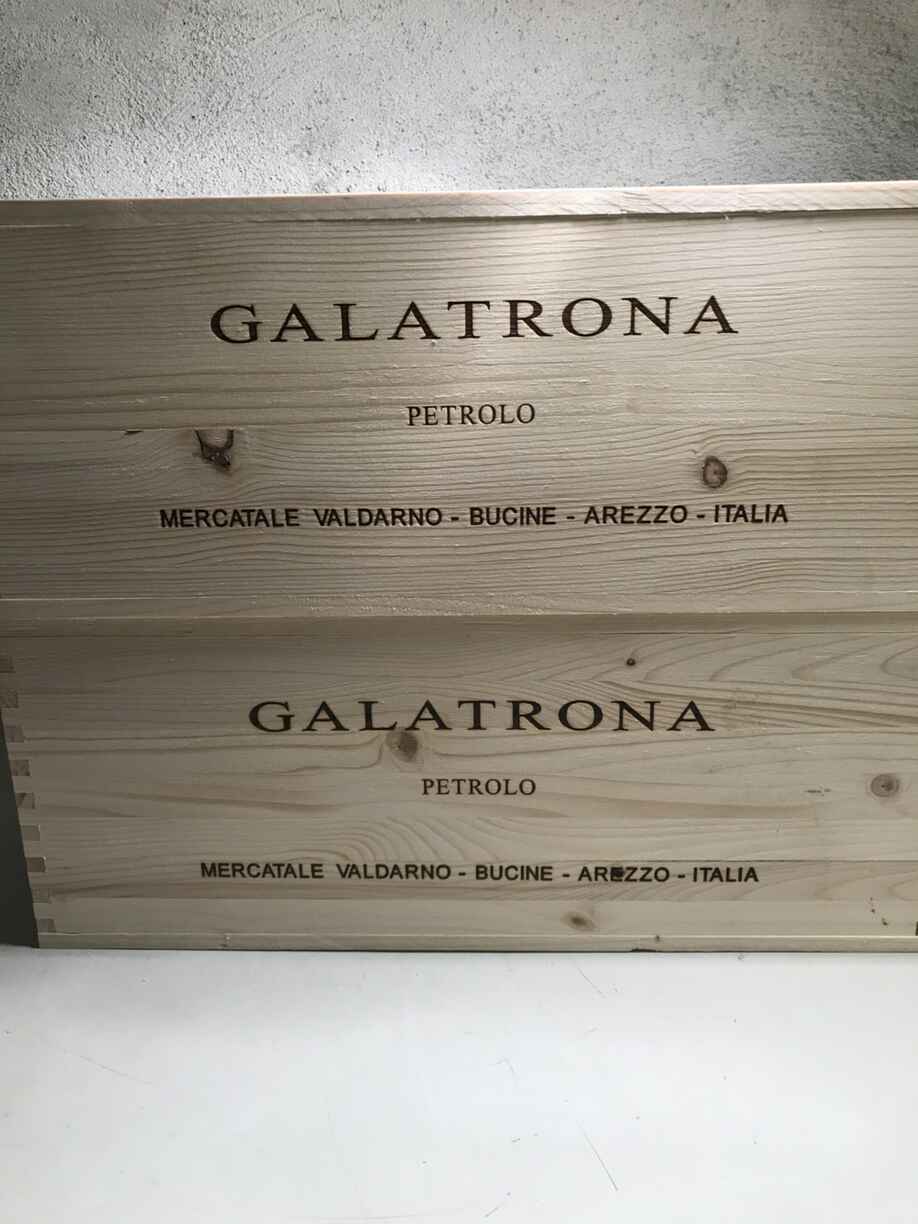 GALATRONA
PETROLO
MERCATALE VALDARNO - BUCINE - AREZZO - ITALIA
GALATRONA
PETROLO
MERCATALE VALDARNO - BUCINE - AREZZO - ITALIA